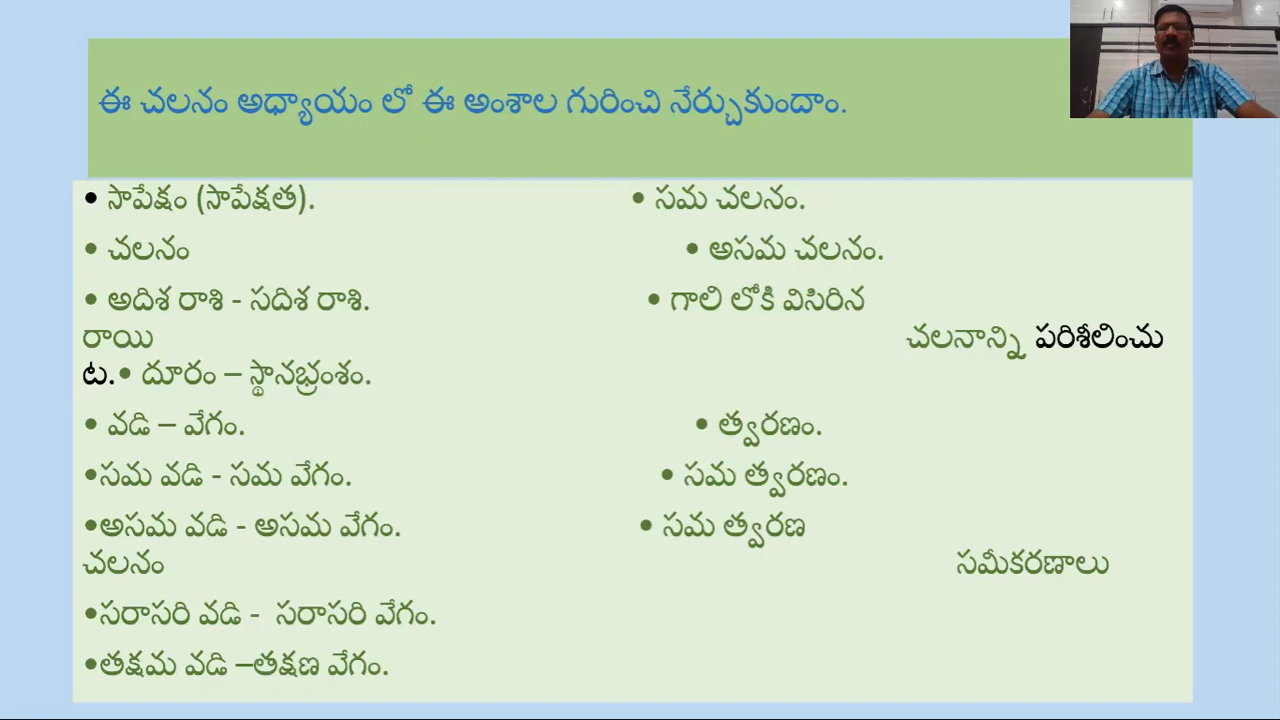 ఈ చలనం అధ్యాయం లో ఈ అంశాల గురించి నేర్చుకుందాం.
• సాపేక్షం (సాపేక్షత). • సమ చలనం.
• చలనం • అసమ చలనం.
• అదిశ రాశి - సదిశ రాశి. • గాలి లోకి విసిరిన
రాయి చలనాన్ని పరిశీలించు
ట.• దూరం – స్థానభ్రంశం.
• వడి – వేగం. • త్వరణం.
•సమ వడి - సమ వేగం. • సమ త్వరణం.
•అసమ వడి - అసమ వేగం. • సమ త్వరణ
చలనం సమీకరణాలు
•సరాసరి వడి - సరాసరి వేగం.
•తక్షమ వడి –తక్షణ వేగం.